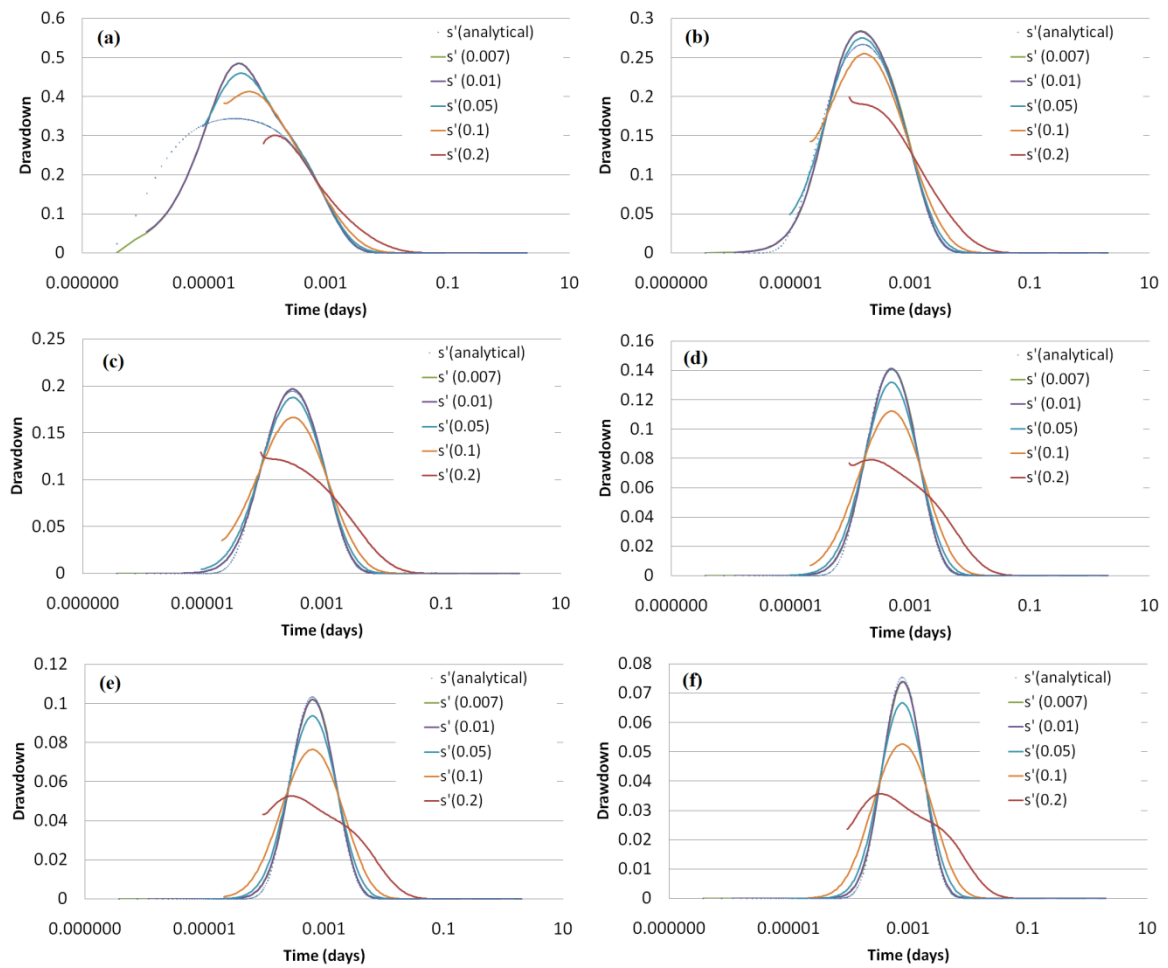 (a)
0.6
0.5
0.4
0.3
0.2
0.1
0
Drawdown
s'(analytical)
s' (0.007)
s' (0.01)
s'(0.05)
s'(0.1)
s'(0.2)
0.000000 0.00001 0.001 0.1 10
Time (days)
(b)
0.3
0.25
0.2
0.15
0.1
0.05
0
Drawdown
s'(analytical)
s' (0.007)
s' (0.01)
s'(0.05)
s'(0.1)
s'(0.2)
0.000000 0.00001 0.001 0.1 10
Time (days)
(c)
0.25
0.2
0.15
0.1
0.05
0
Drawdown
s'(analytical)
s' (0.007)
s' (0.01)
s'(0.05)
s'(0.1)
s'(0.2)
0.000000 0.00001 0.001 0.1 10
Time (days)
(d)
0.16
0.14
0.12
0.1
0.08
0.06
0.04
0.02
0
Drawdown
s'(analytical)
s' (0.007)
s' (0.01)
s'(0.05)
s'(0.1)
s'(0.2)
0.000000 0.00001 0.001 0.1 10
Time (days)
(e)
0.12
0.1
0.08
0.06
0.04
0.02
0
Drawdown
s'(analytical)
s' (0.007)
s' (0.01)
s'(0.05)
s'(0.1)
s'(0.2)
0.000000 0.00001 0.001 0.1 10
Time (days)
(f)
0.08
0.07
0.06
0.05
0.04
0.03
0.02
0.01
0
Drawdown
s'(analytical)
s' (0.007)
s' (0.01)
s'(0.05)
s'(0.1)
s'(0.2)
0.000000 0.00001 0.001 0.1 10
Time (days)